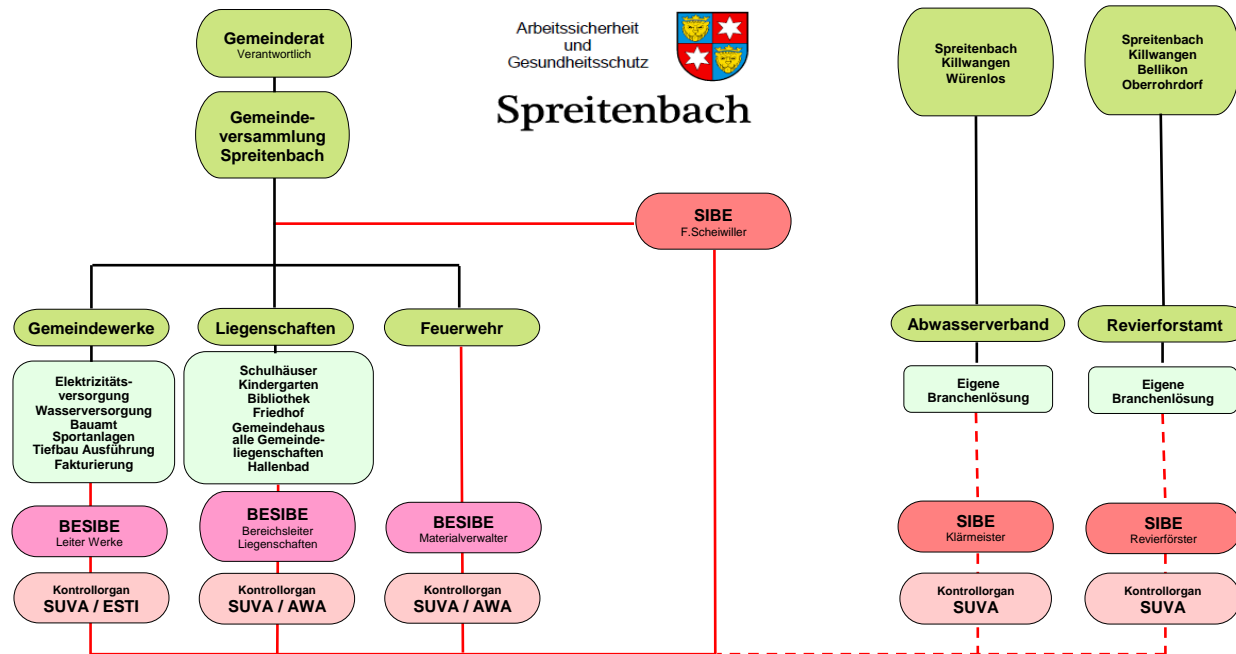 Gemeinderat
Verantwortlich
Gemeinde-
versammlung
Spreitenbach
Arbeitssicherheit
und
Gesundheitsschutz
Spreitenbach
Spreitenbach
Killwangen
Würenlos
Spreitenbach
Killwangen
Bellikon
Oberrohrdorf
SIBE
F.Scheiwiller
Gemeindewerke
Liegenschaften
Feuerwehr
Abwasserverband
Revierforstamt
Elektrizitäts-
versorgung
Wasserversorgung
Bauamt
Sportanlagen
Tiefbau Ausführung
Fakturierung
Schulhäuser
Kindergarten
Bibliothek
Friedhof
Gemeindehaus
alle Gemeinde-
liegenschaften
Hallenbad
Eigene
Branchenlösung
Eigene
Branchenlösung
BESIBE
Leiter Werke
BESIBE
Bereichsleiter
Liegenschaften
BESIBE
Materialverwalter
SIBE
Klärmeister
SIBE
Revierförster
Kontrollorgan
SUVA / ESTI
Kontrollorgan
SUVA / AWA
Kontrollorgan
SUVA / AWA
Kontrollorgan
SUVA
Kontrollorgan
SUVA